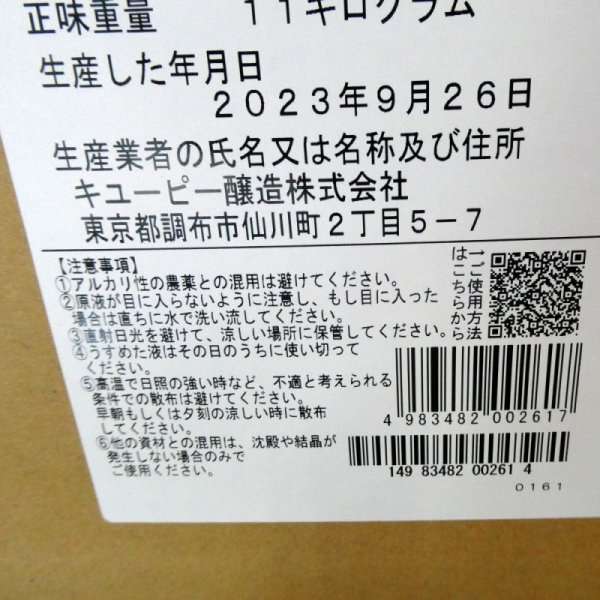 正味重量 11キログラム
生産した年月日
2023年9月26日
生産業者の氏名又は名称及び住所
キユーピー醸造株式会社
東京都調布市仙川町2丁目5-7
【注意事項】
①アルカリ性の農薬との混用は避けてください。
②原液が目に入らないように注意し、もし目に入った
場合は直ちに水で洗い流してください。
③直射日光を避けて、涼しい場所に保管してください。
④うすめた液はその日のうちに使い切って
ください。
⑤高温で日照の強い時など、不適と考えられる
条件での散布は避けてください。
早朝もしくは夕刻の涼しい時に散布
してください。
⑥他の資材との混用は、沈殿や結晶が
発生しない場合のみで
ご使用ください。
ご使用方法
はこちら
4 983482 002617
149 83482 00261 4
0161